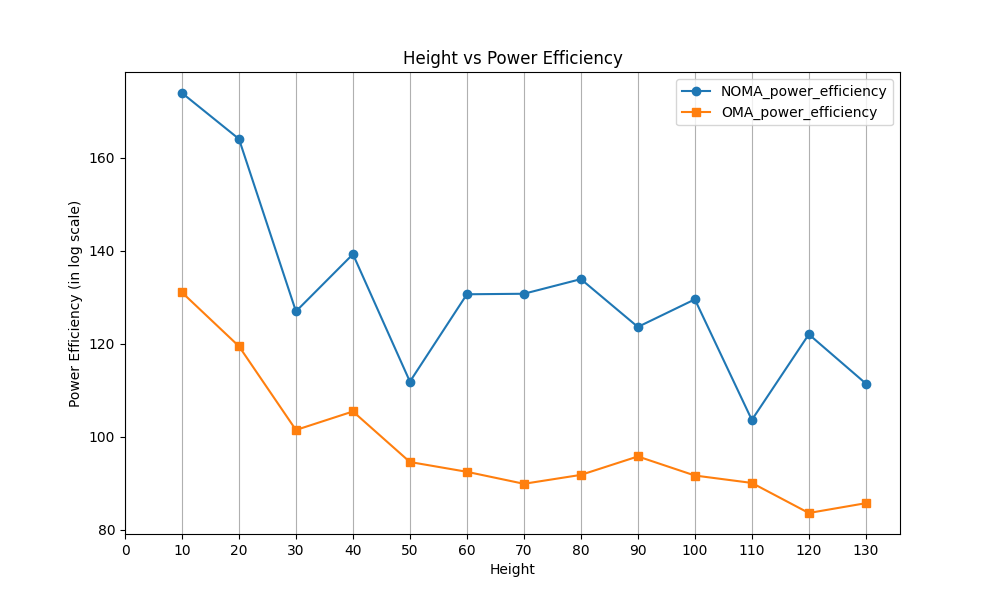 Height vs Power Efficiency
NOMA_power_efficiency
OMA_power_efficiency
Power Efficiency (in log scale)
160
140
120
100
80
0 10 20 30 40 50 60 70 80 90 100 110 120 130
Height